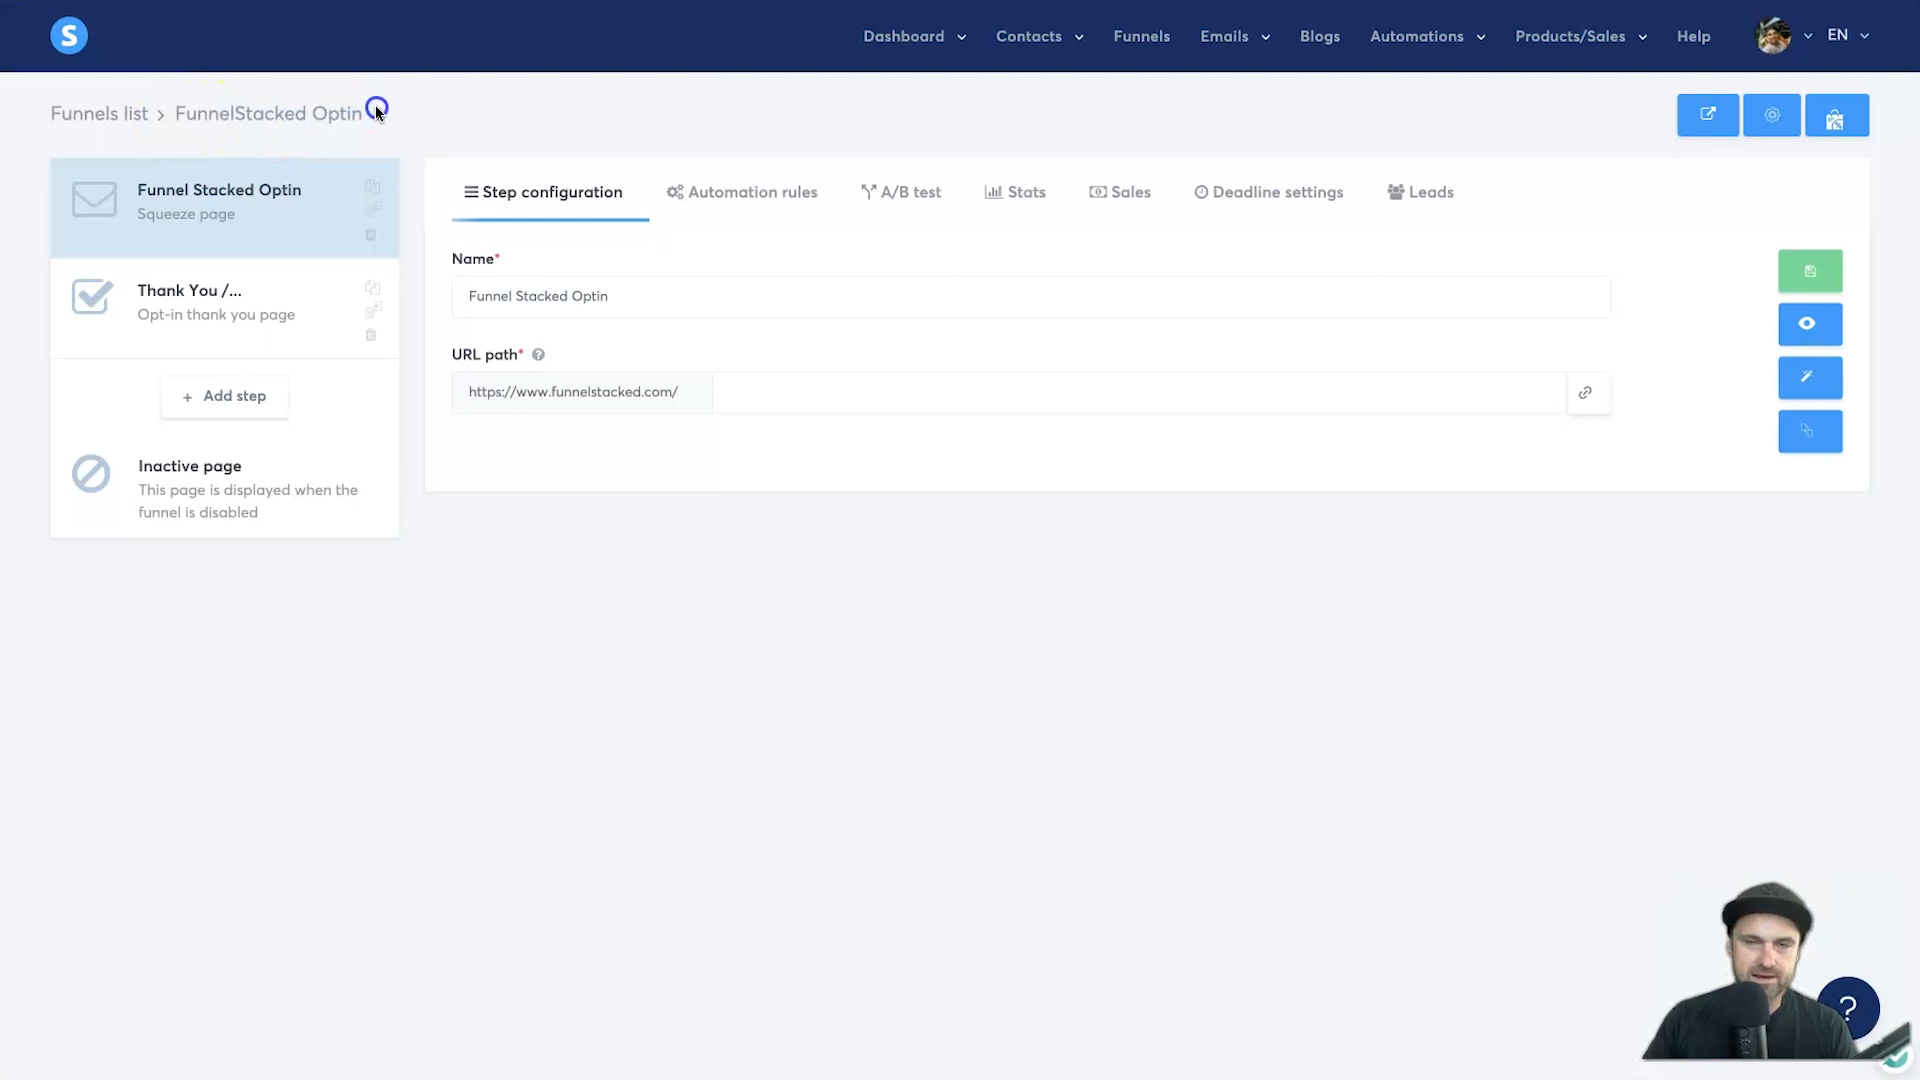 S
Dashboard
Contacts
Funnels
Emails
Blogs
Automations
Products/Sales
Help
EN
Funnels list > FunnelStacked Optin
Funnel Stacked Optin
Squeeze page
Thank You /...
Opt-in thank you page
+ Add step
Inactive page
This page is displayed when the
funnel is disabled
Step configuration
Automation rules
A/B test
Stats
Sales
Deadline settings
Leads
Name*
Funnel Stacked Optin
URL path* ?
https://www.funnelstacked.com/
?